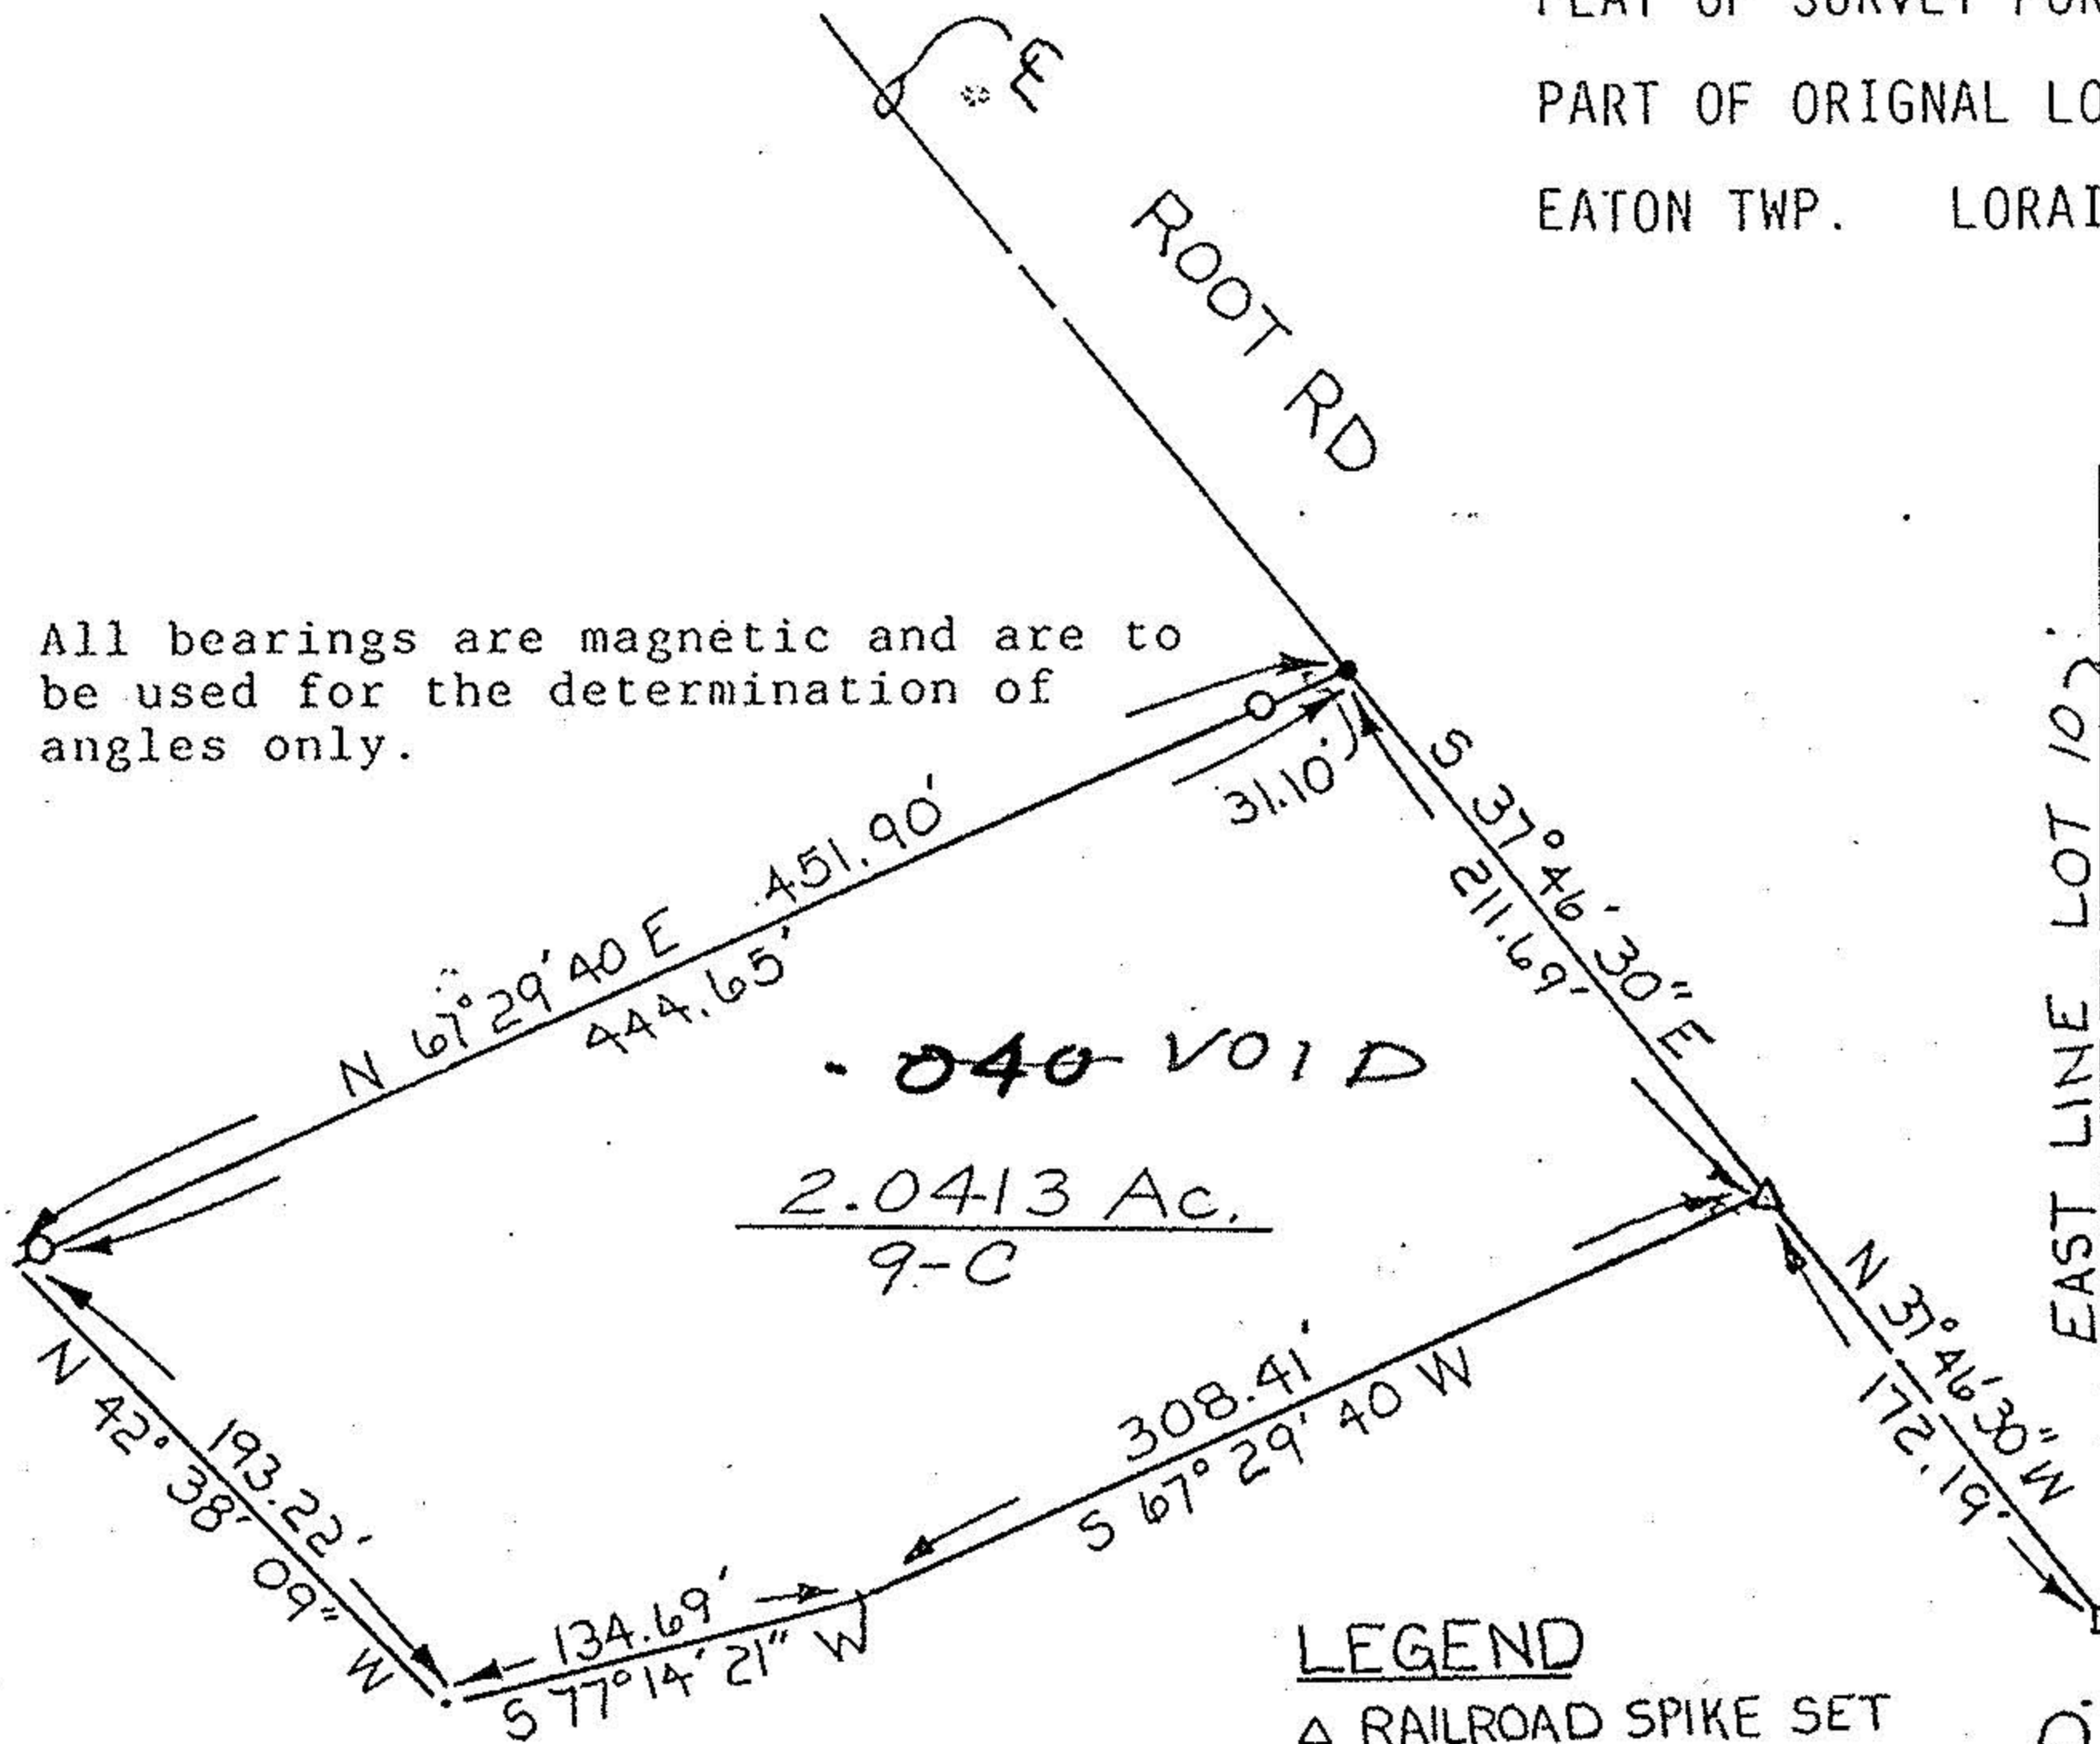 PART OF ORIGNAL LO
EATON TWP. LORAI
℄
ROOT RD
All bearings are magnetic and are to
be used for the determination of
angles only.
31.10'
S 37°46'30" E
211.69'
N 67°29'40 E 451.90'
444.65'
EAST LINE LOT 102
040 VOID
2.0413 Ac.
9-C
N 37°46'30" W
172.19'
308.41'
S 67°29'40 W
193.22'
N 42°38'09" W
134.69'
S 77°14'21" W
LEGEND
△ RAILROAD SPIKE SET